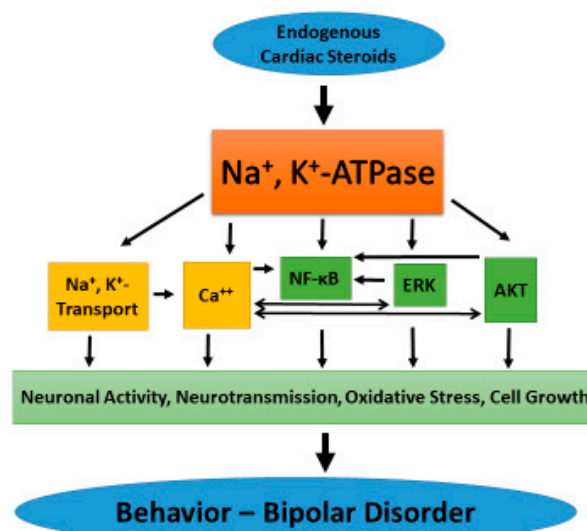 Endogenous
Cardiac Steroids
Na⁺, K⁺-ATPase
Na⁺, K⁺-
Transport
Ca⁺⁺
NF-κB
ERK
AKT
Neuronal Activity, Neurotransmission, Oxidative Stress, Cell Growth
Behavior – Bipolar Disorder